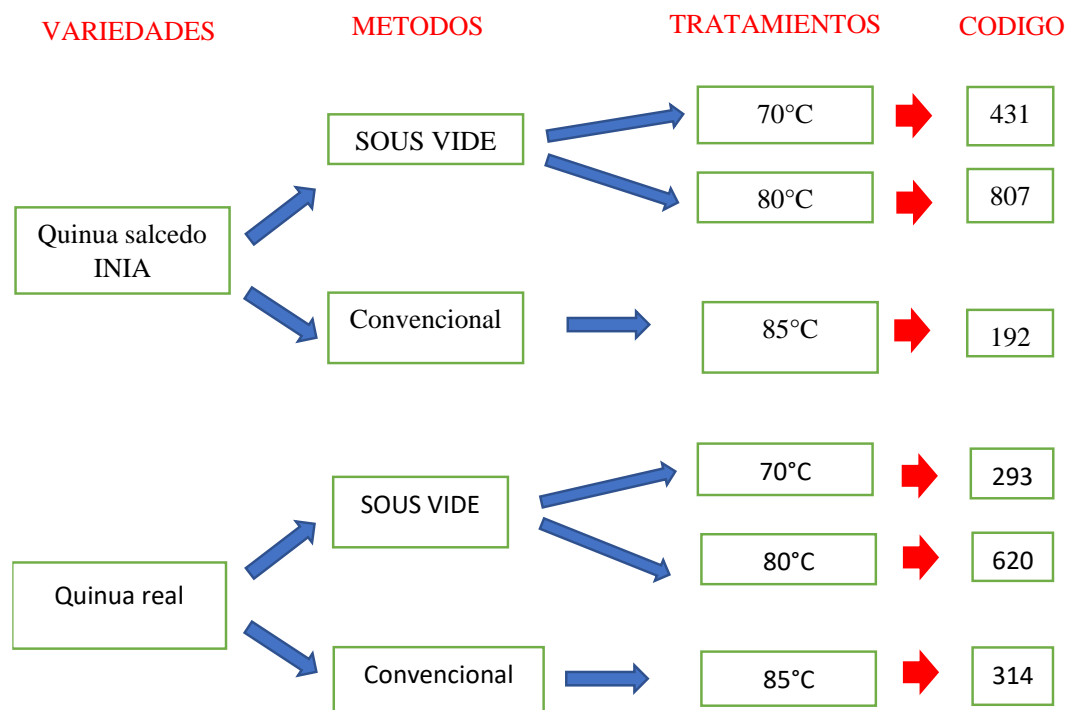 VARIEDADES METODOS TRATAMIENTOS CODIGO
SOUS VIDE
70°C
431
80°C
807
Quinua salcedo
INIA
Convencional
85°C
192
SOUS VIDE
70°C
293
80°C
620
Quinua real
Convencional
85°C
314